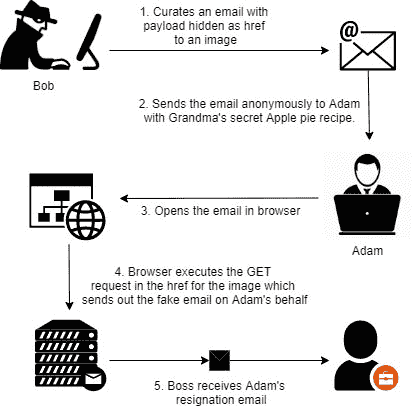 1. Curates an email with
payload hidden as href
to an image
@
Bob
2. Sends the email anonymously to Adam
with Grandma's secret Apple pie recipe.
3. Opens the email in browser
Adam
4. Browser executes the GET
request in the href for the image which
sends out the fake email on Adam's behalf
5. Boss receives Adam's
resignation email